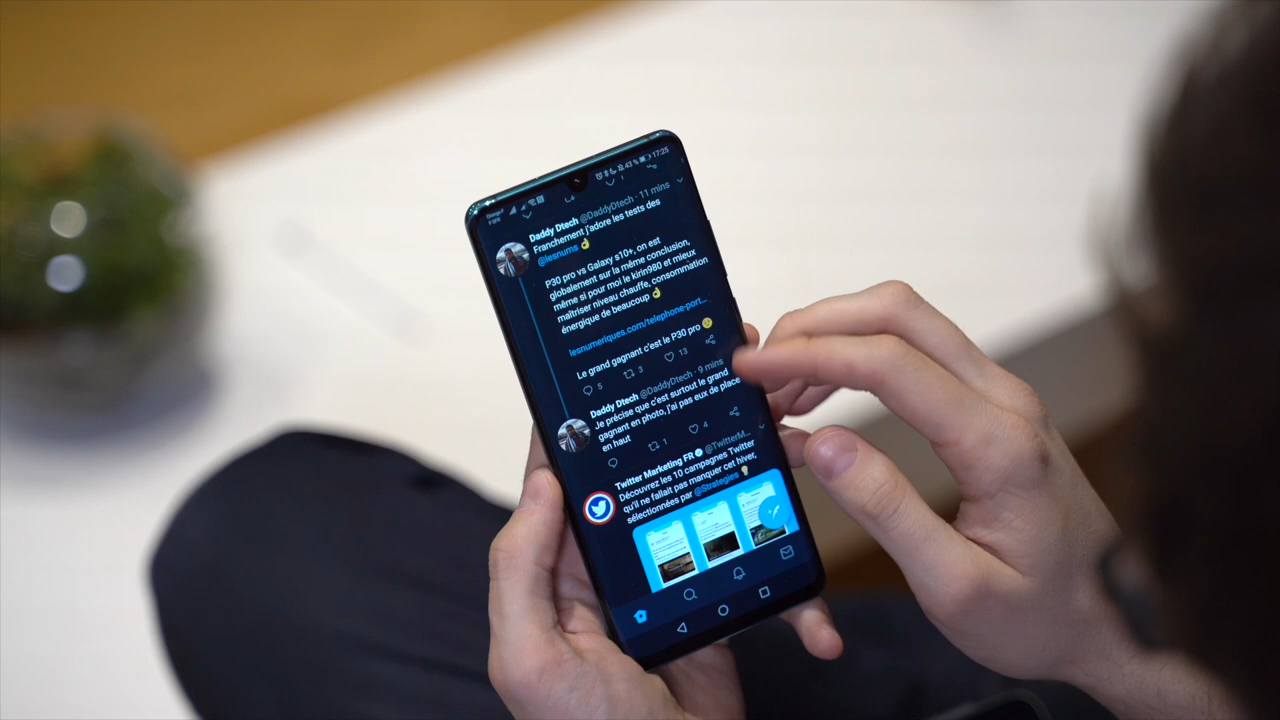 43 % 17:25
Daddy Dtech @DaddyDtech · 11 mins
Franchement j'adore les tests des
@lesnums 👌
P30 pro vs Galaxy s10+, on est
globalement sur la même conclusion,
même si pour moi le kirin980 et mieux
maîtriser niveau chauffe, consommation
énergique de beaucoup 👌
lesnumeriques.com/telephone-port...
Le grand gagnant c'est le P30 pro
5 3 13
Daddy Dtech @DaddyDtech · 9 mins
Je précise que c'est surtout le grand
gagnant en photo, j'ai pas eux de place
en haut
1 4
Twitter Marketing FR @TwitterM...
Découvrez les 10 campagnes Twitter
qu'il ne fallait pas manquer cet hiver,
sélectionnées par @Strategies 💡